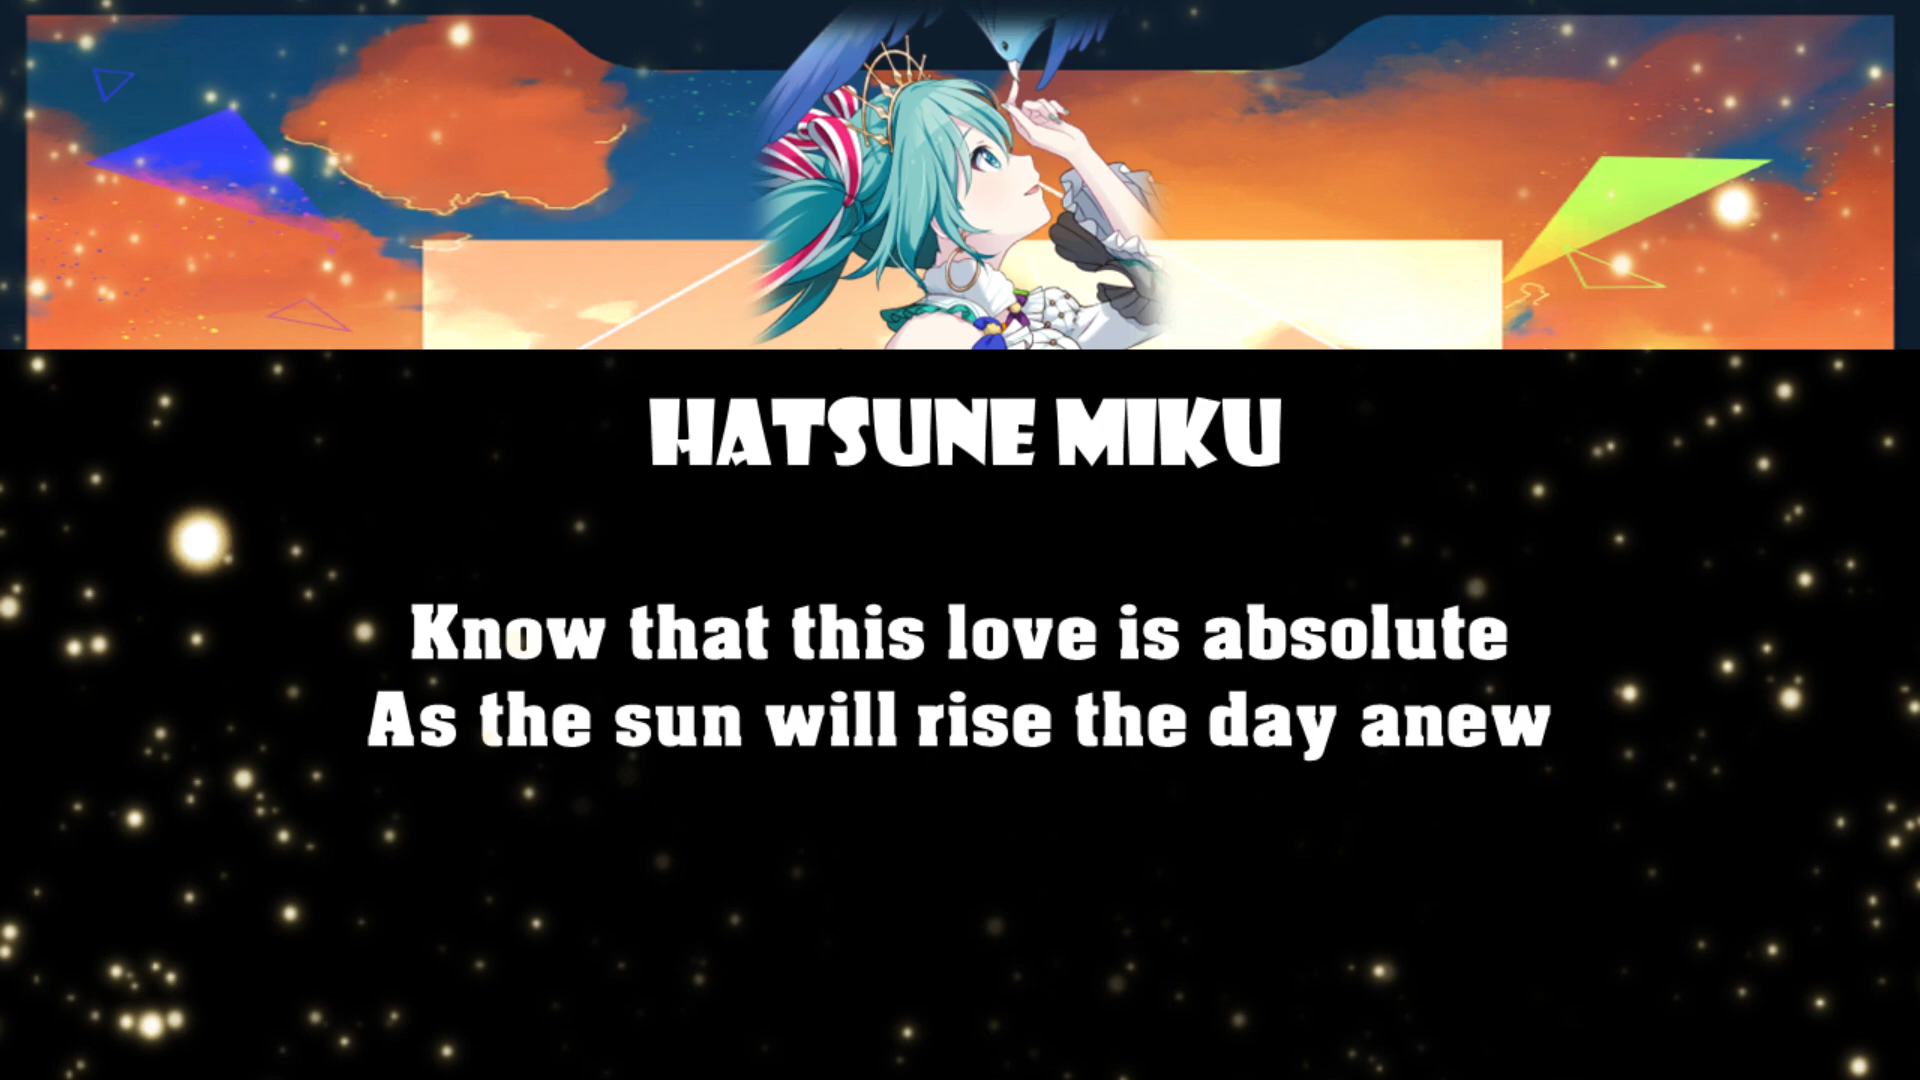 HATSUNE MIKU
Know that this love is absolute
As the sun will rise the day anew